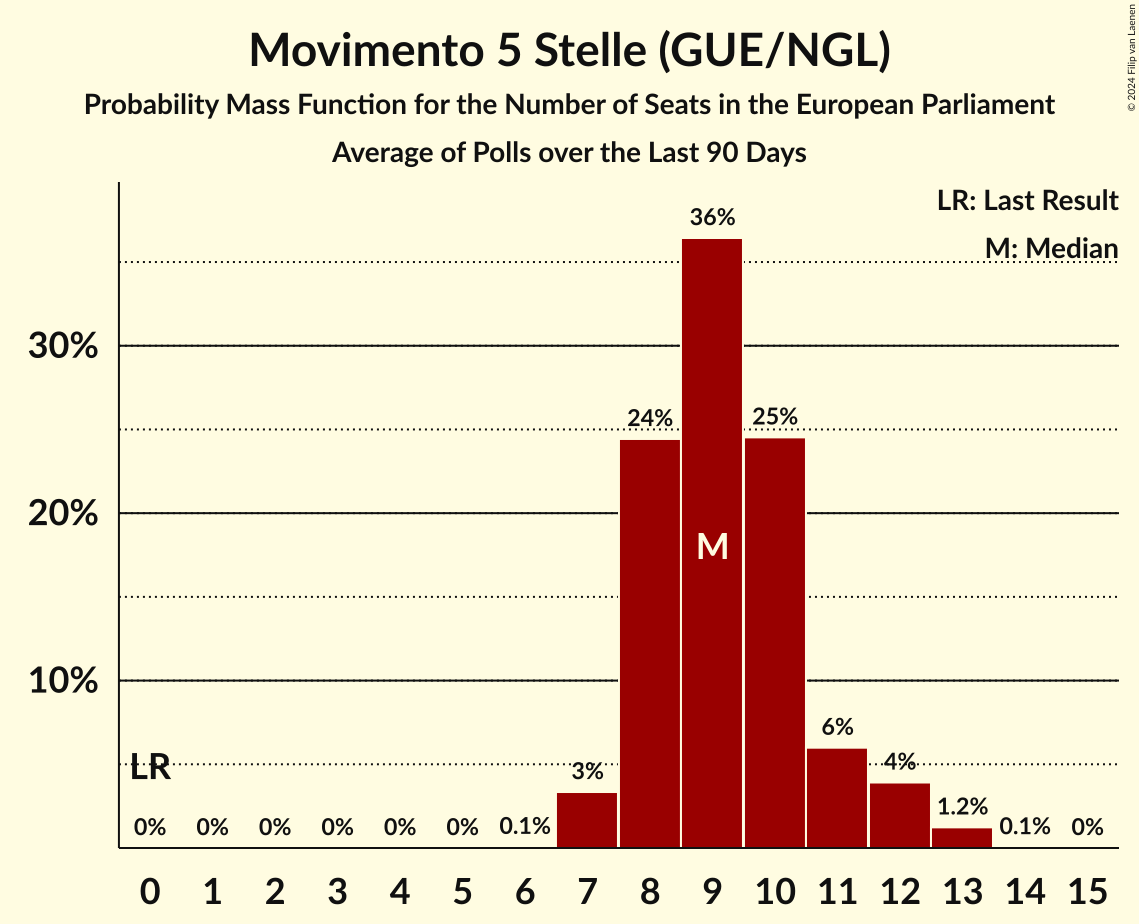 Movimento 5 Stelle (GUE/NGL)
Probability Mass Function for the Number of Seats in the European Parliament
Average of Polls over the Last 90 Days
© 2024 Filip van Laenen
LR: Last Result
M: Median
36%
30%
24%
25%
20%
M
10%
6%
LR
3%
4%
1.2%
0% 0% 0% 0% 0% 0% 0.1% 0.1% 0%
0 1 2 3 4 5 6 7 8 9 10 11 12 13 14 15